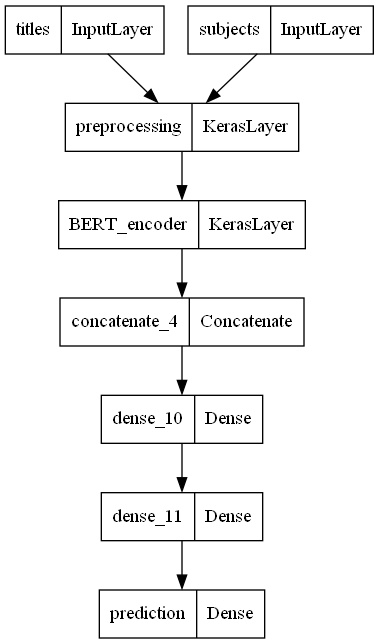 titles InputLayer subjects InputLayer
preprocessing KerasLayer
BERT_encoder KerasLayer
concatenate_4 Concatenate
dense_10 Dense
dense_11 Dense
prediction Dense